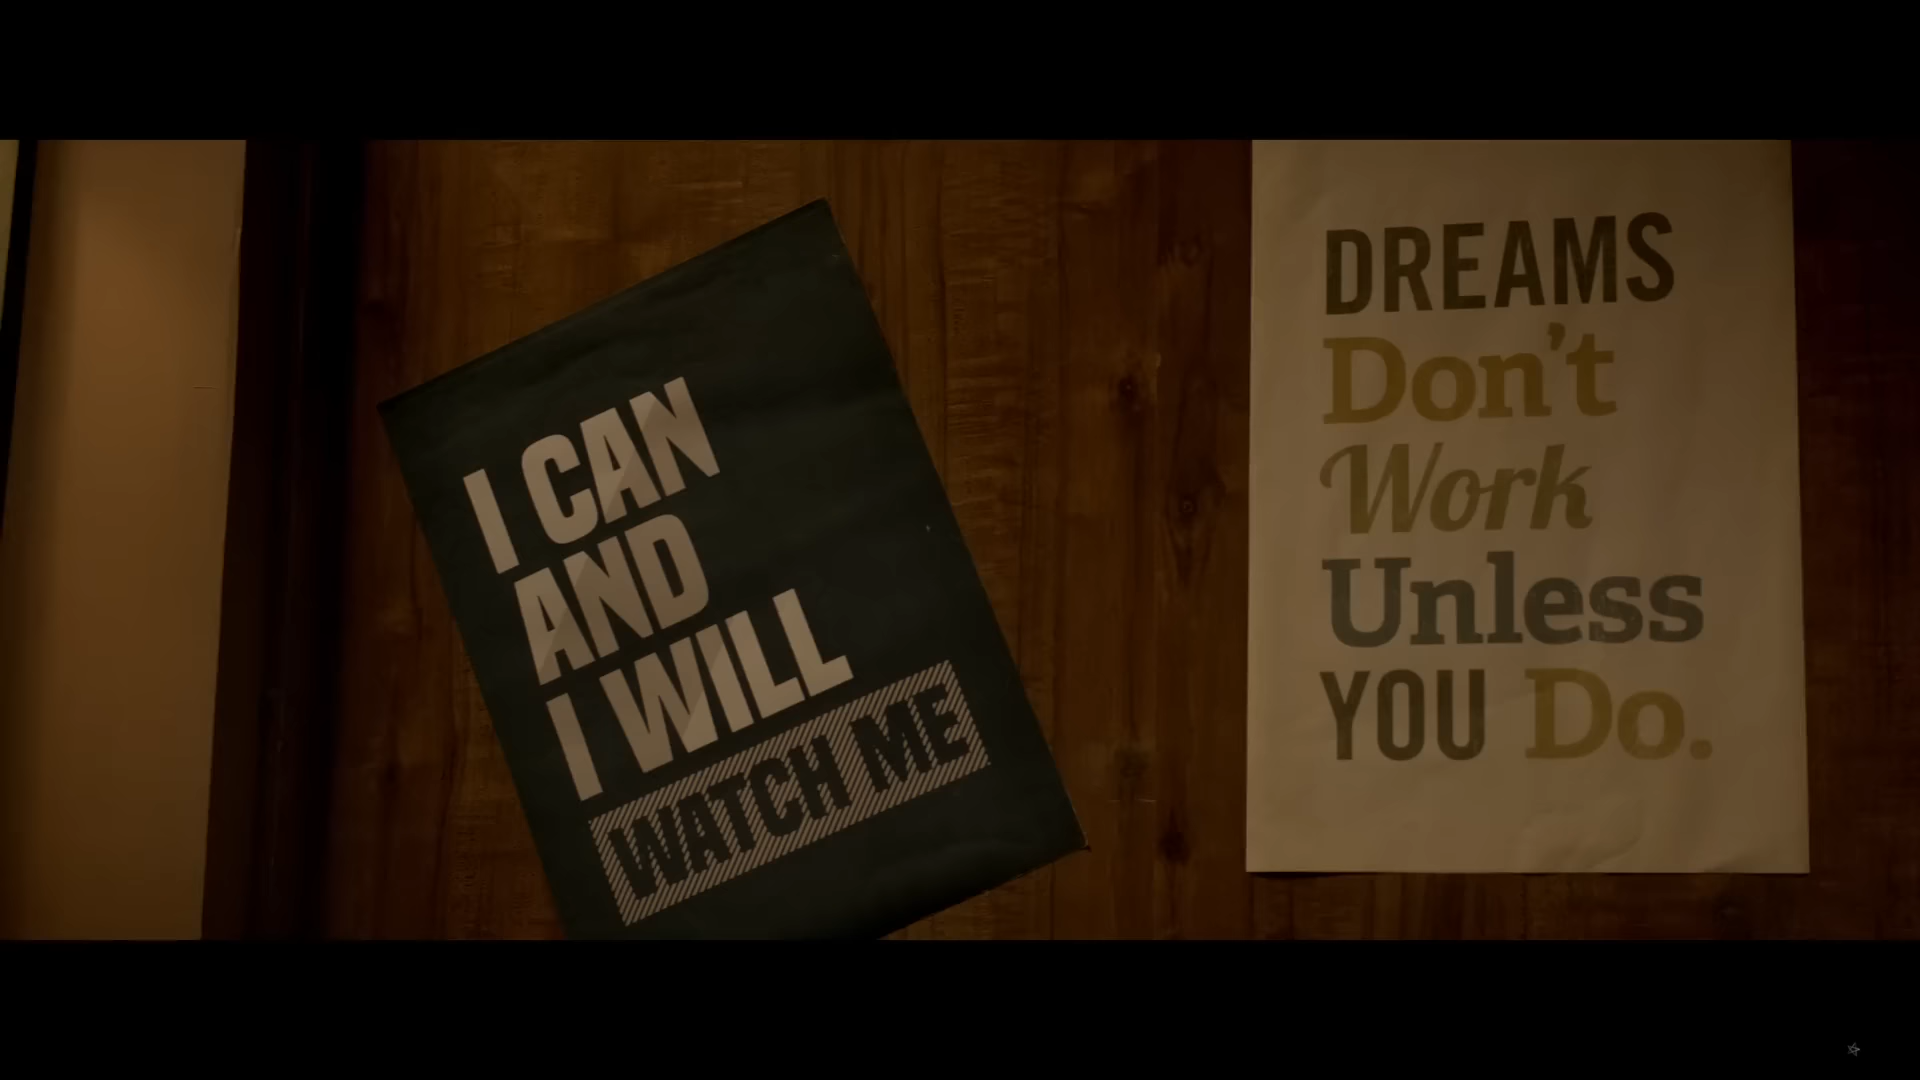 I CAN
AND
I WILL
WATCH ME
DREAMS
Don't
Work
Unless
YOU Do.